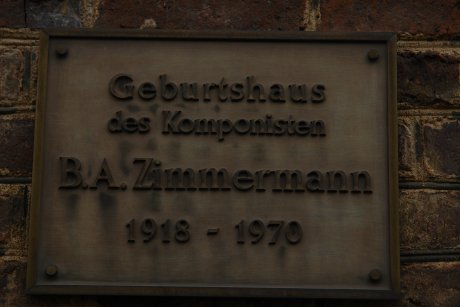 Geburtshaus
des Komponisten
B.A. Zimmermann
1918 - 1970